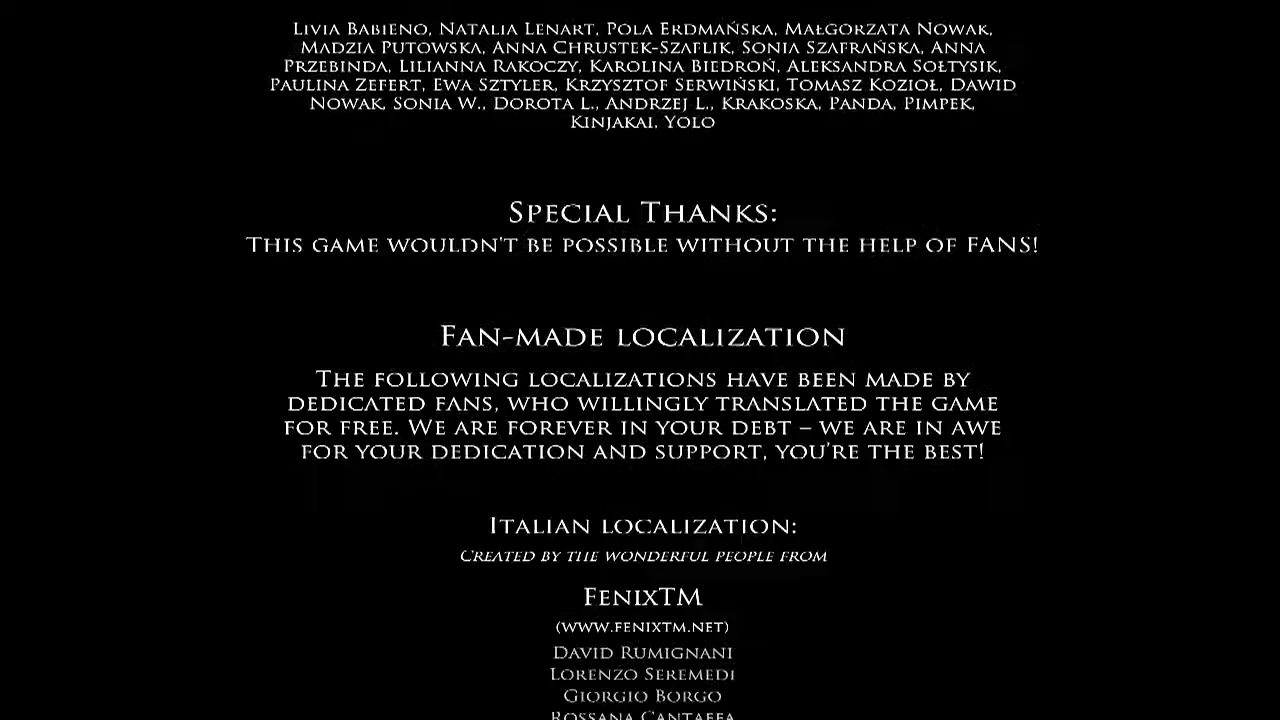 Livia Babieno, Natalia Lenart, Pola Erdmańska, Małgorzata Nowak,
Madzia Putowska, Anna Chrustek-Szaflik, Sonia Szafrańska, Anna
Przebinda, Lilianna Rakoczy, Karolina Biedroń, Aleksandra Sołtysik,
Paulina Zefert, Ewa Sztyler, Krzysztof Serwiński, Tomasz Kozioł, Dawid
Nowak, Sonia W., Dorota L., Andrzej L., Krakoska, Panda, Pimpek,
Kinjakai, Yolo
Special Thanks:
This game wouldn't be possible without the help of FANS!
Fan-made localization
The following localizations have been made by
dedicated fans, who willingly translated the game
for free. We are forever in your debt – we are in awe
for your dedication and support, you're the best!
Italian localization:
Created by the wonderful people from
FenixTM
(www.fenixtm.net)
David Rumignani
Lorenzo Seremedi
Giorgio Borgo
Rossana Cantaffa